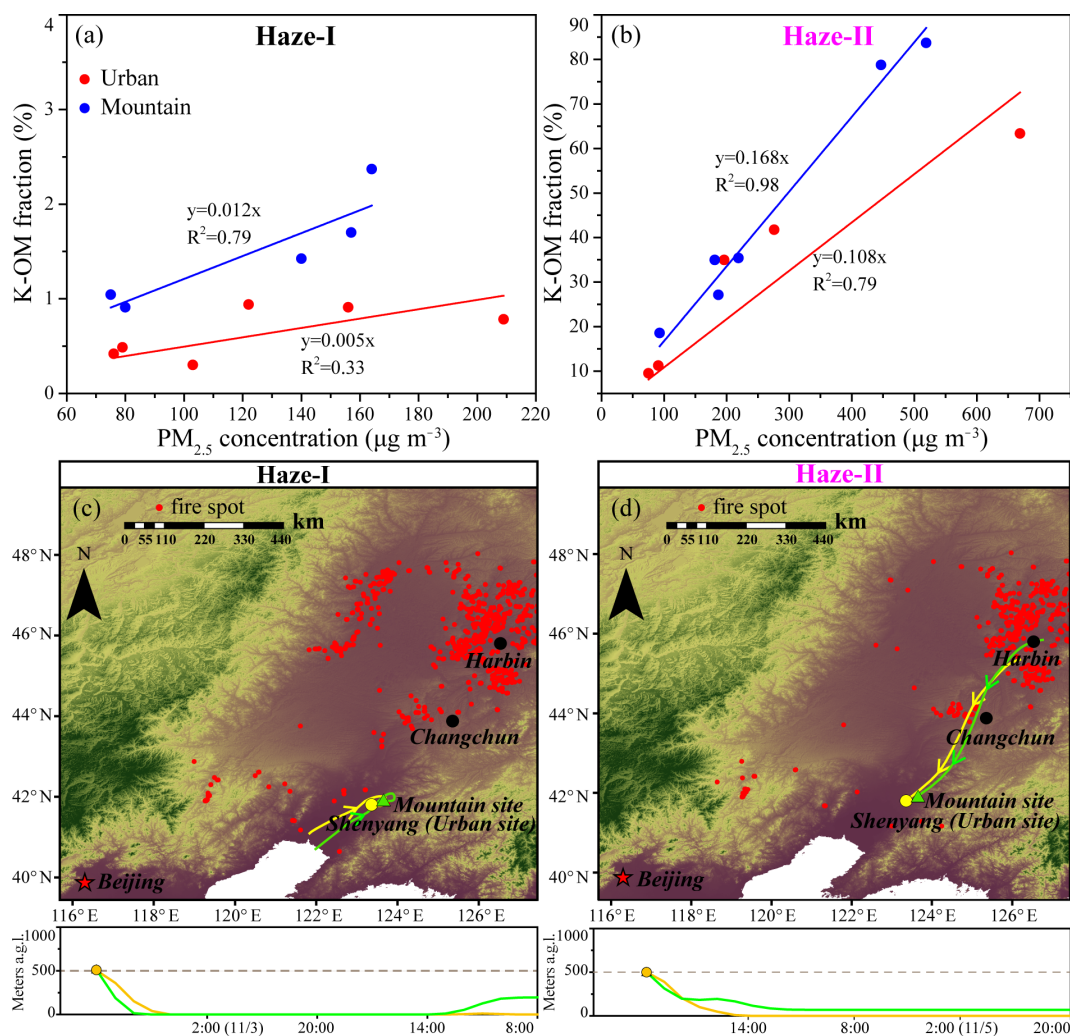 (a) Haze-I
Urban
Mountain
y=0.012x
R²=0.79
y=0.005x
R²=0.33
K-OM fraction (%)
4
3
2
1
0
60 80 100 120 140 160 180 200 220
PM₂.₅ concentration (μg m⁻³)
(b) Haze-II
y=0.168x
R²=0.98
y=0.108x
R²=0.79
K-OM fraction (%)
90
80
70
60
50
40
30
20
10
0 100 200 300 400 500 600 700
PM₂.₅ concentration (μg m⁻³)
Haze-I
(c) fire spot
km
0 55 110 220 330 440
N
48°N
46°N
44°N
42°N
40°N
Harbin
Changchun
Mountain site
Shenyang (Urban site)
Beijing
116°E 118°E 120°E 122°E 124°E 126°E
Meters a.g.l.
1000
500
0
2:00 (11/3) 20:00 14:00 8:00
Haze-II
(d) fire spot
km
0 55 110 220 330 440
N
48°N
46°N
44°N
42°N
40°N
Harbin
Changchun
Mountain site
Shenyang (Urban site)
Beijing
116°E 118°E 120°E 122°E 124°E 126°E
Meters a.g.l.
1000
500
0
14:00 8:00 2:00 (11/5) 20:00